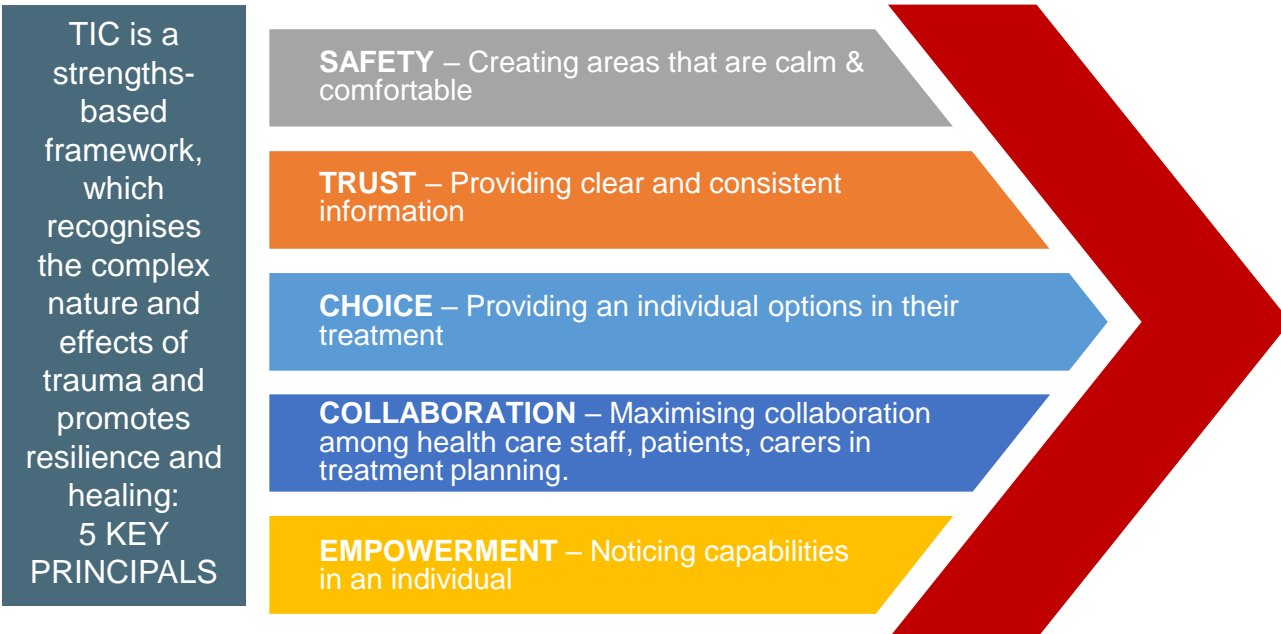 TIC is a
strengths-
based
framework,
which
recognises
the complex
nature and
effects of
trauma and
promotes
resilience and
healing:
5 KEY
PRINCIPALS
SAFETY – Creating areas that are calm &
comfortable
TRUST – Providing clear and consistent
information
CHOICE – Providing an individual options in their
treatment
COLLABORATION – Maximising collaboration
among health care staff, patients, carers in
treatment planning.
EMPOWERMENT – Noticing capabilities
in an individual